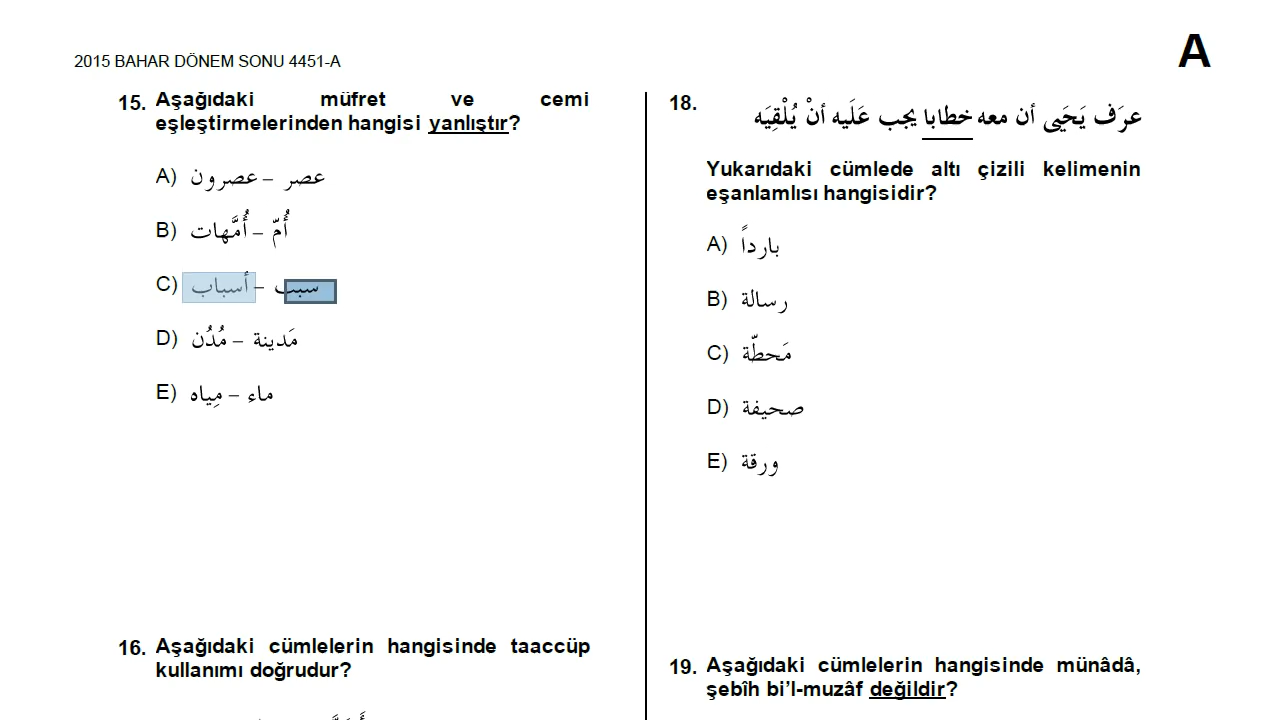 2015 BAHAR DÖNEM SONU 4451-A
A
15. Aşağıdaki müfret ve cemi
eşleştirmelerinden hangisi yanlıştır?
A) عصر – عصرون
B) أُمّ – أُمَّهات
C) سبب – أسباب
D) مَدينة – مُدُن
E) ماء – مِياه
16. Aşağıdaki cümlelerin hangisinde taaccüp
kullanımı doğrudur?
18. عرَف يَحَيى أن معه خطابا يجب عَلَيه أنْ يُلْقِيَه
Yukarıdaki cümlede altı çizili kelimenin
eşanlamlısı hangisidir?
A) بارداً
B) رسالة
C) مَحطّة
D) صحيفة
E) ورقة
19. Aşağıdaki cümlelerin hangisinde münâdâ,
şebîh bi’l-muzâf değildir?